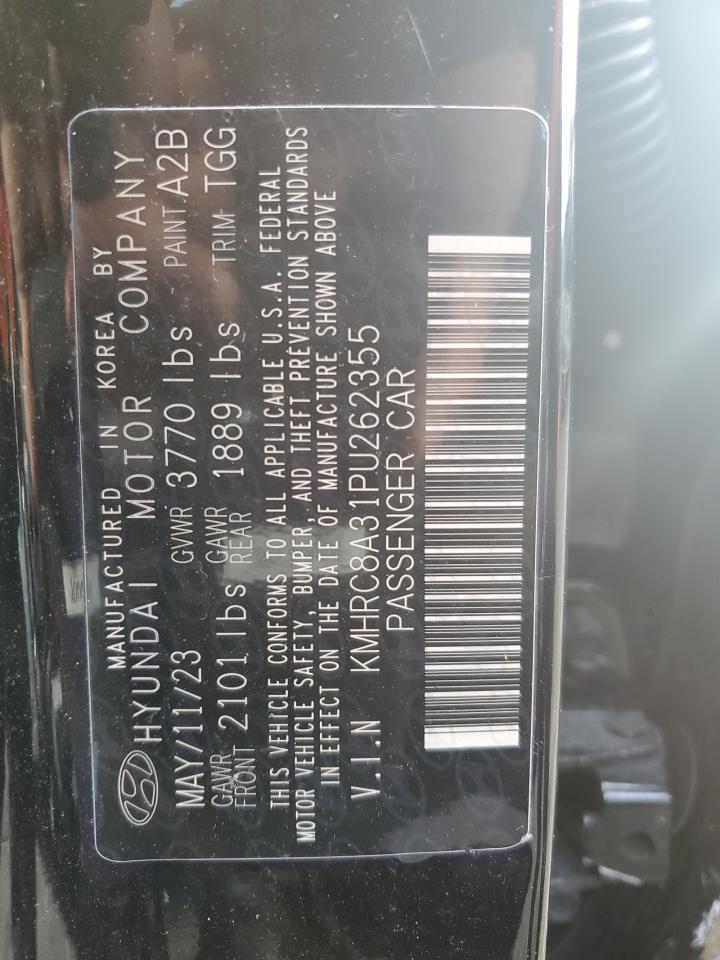 MANUFACTURED IN KOREA BY
HYUNDAI MOTOR COMPANY
MAY/11/23 GVWR 3770 lbs PAINT A2B
GAWR FRONT 2101 lbs GAWR REAR 1889 lbs TRIM TGG
THIS VEHICLE CONFORMS TO ALL APPLICABLE U.S.A. FEDERAL
MOTOR VEHICLE SAFETY, BUMPER, AND THEFT PREVENTION STANDARDS
IN EFFECT ON THE DATE OF MANUFACTURE SHOWN ABOVE
V.I.N KMHRC8A31PU262355
PASSENGER CAR